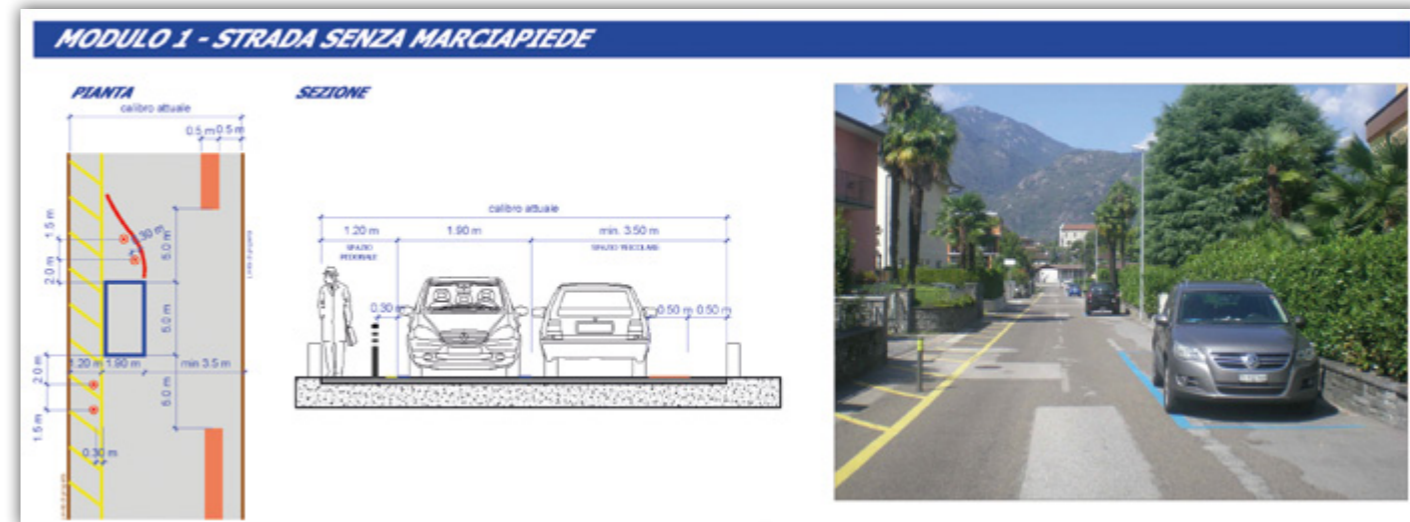 MODULO 1 - STRADA SENZA MARCIAPIEDE
PIANTA
calibro attuale
0.5 m 0.5 m
1.5 m
0.30 m
5.0 m
2.0 m
5.0 m
1.20 m 1.90 m
min 3.5 m
2.0 m
5.0 m
1.5 m
0.30 m
SEZIONE
calibro attuale
1.20 m
1.90 m
min. 3.50 m
SPAZIO
PEDONALE
SPAZIO VEICOLARE
0.30 m
0.50 m 0.50 m